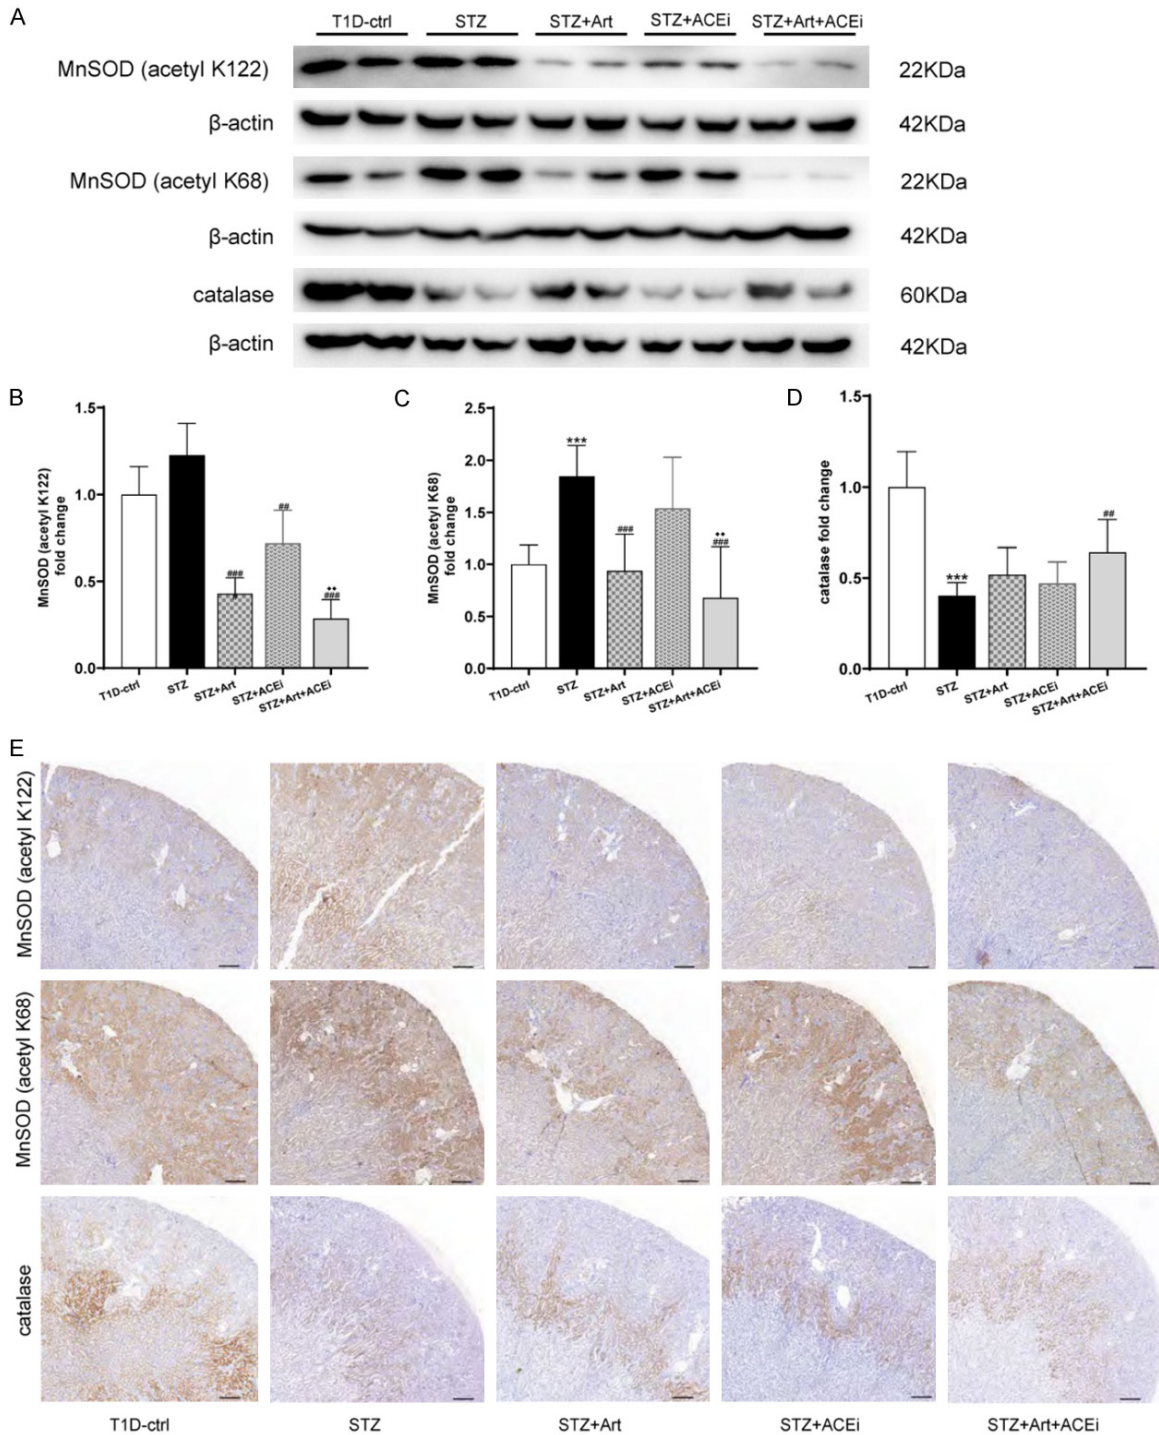 A
T1D-ctrl STZ STZ+Art STZ+ACEi STZ+Art+ACEi
MnSOD (acetyl K122) 22KDa
β-actin 42KDa
MnSOD (acetyl K68) 22KDa
β-actin 42KDa
catalase 60KDa
β-actin 42KDa
B
MnSOD (acetyl K122)
fold change
1.5
1.0
0.5
0.0
##
###
••
###
T1D-ctrl STZ STZ+Art STZ+ACEi STZ+Art+ACEi
C
MnSOD (acetyl K68)
fold change
2.5
2.0
1.5
1.0
0.5
0.0
***
###
••
###
T1D-ctrl STZ STZ+Art STZ+ACEi STZ+Art+ACEi
D
catalase fold change
1.5
1.0
0.5
0.0
***
##
T1D-ctrl STZ STZ+Art STZ+ACEi STZ+Art+ACEi
E
MnSOD (acetyl K122)
MnSOD (acetyl K68)
catalase
T1D-ctrl STZ STZ+Art STZ+ACEi STZ+Art+ACEi